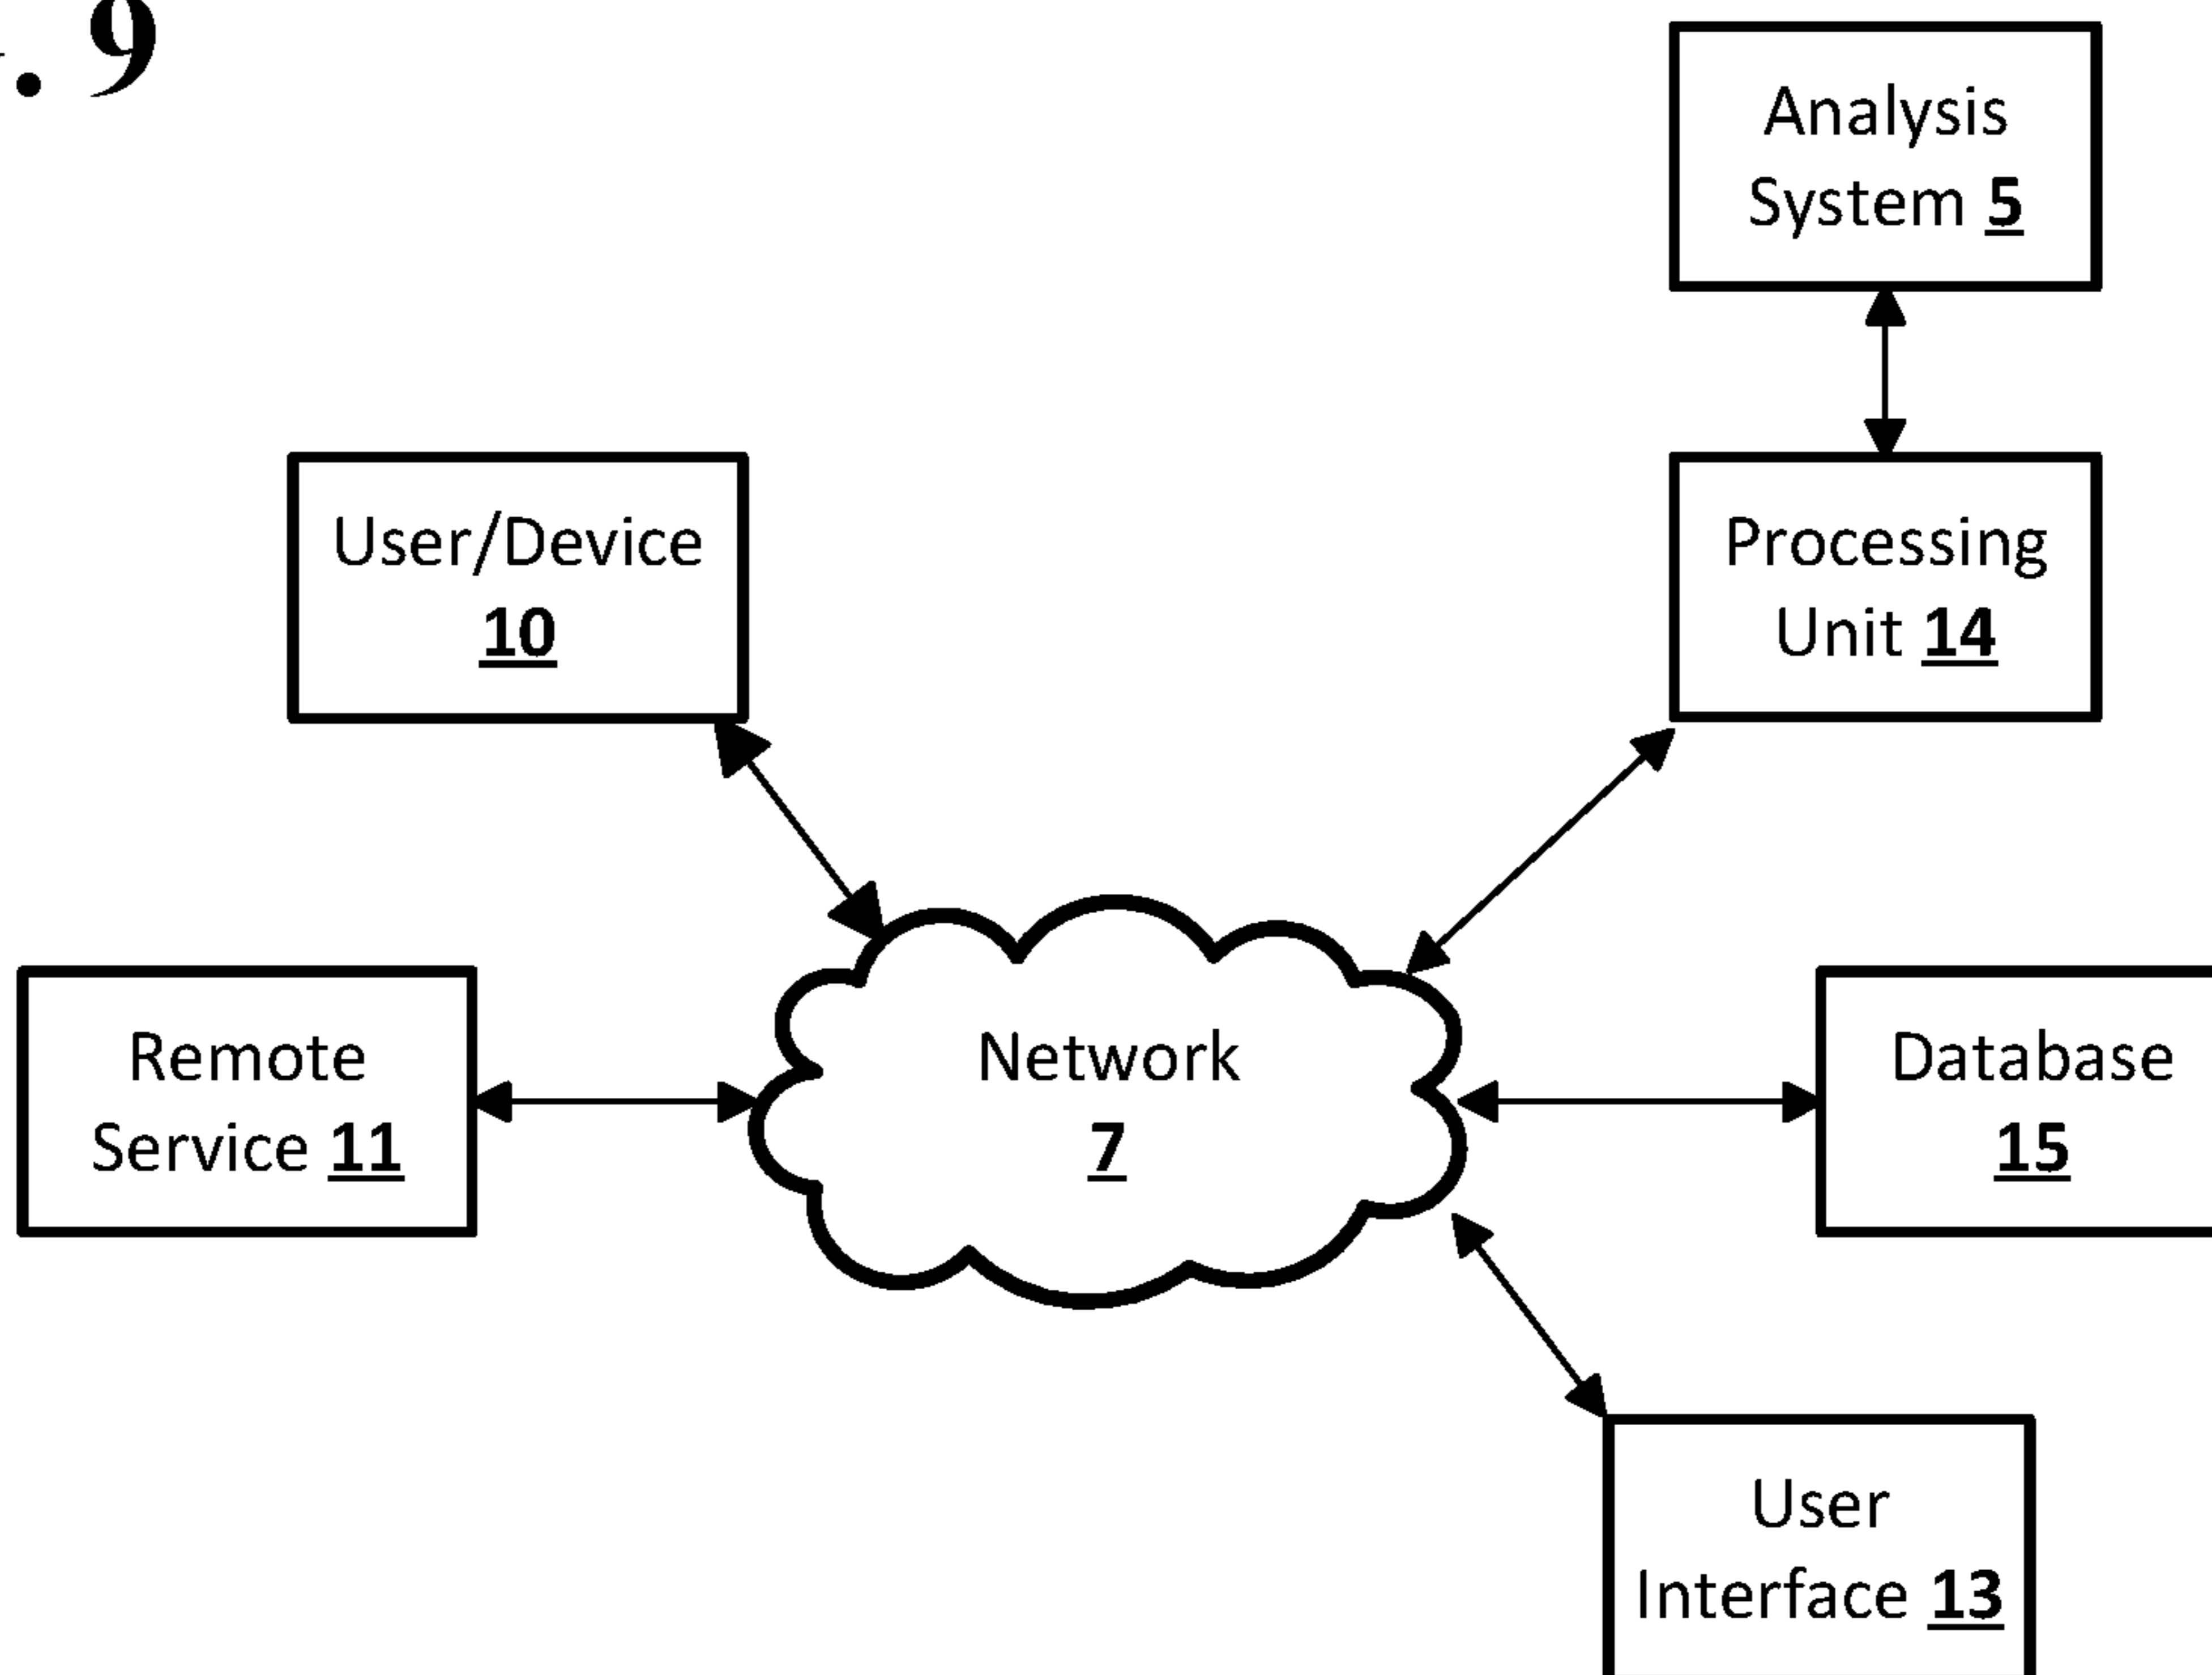 . 9
Analysis
System 5
User/Device
10
Processing
Unit 14
Remote
Service 11
Network
7
Database
15
User
Interface 13